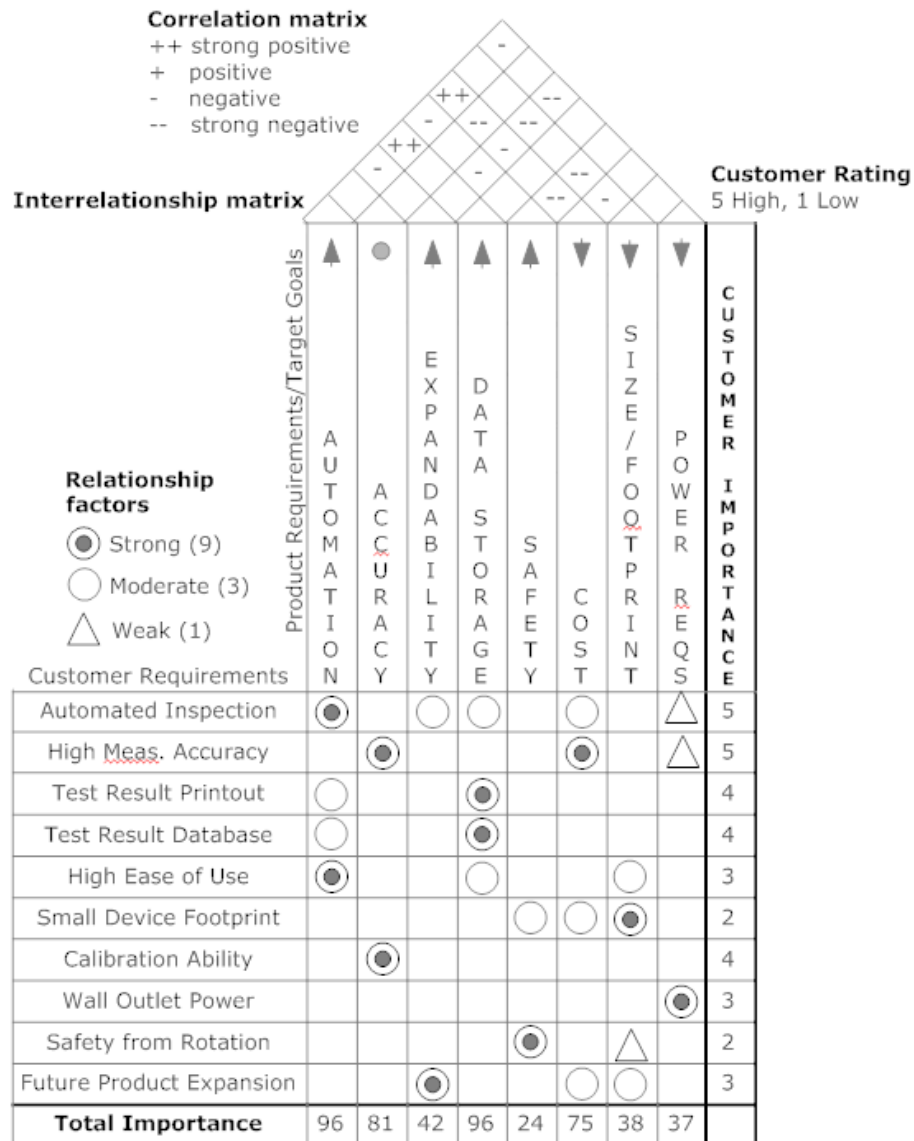 Correlation matrix
++ strong positive
+ positive
- negative
-- strong negative
-
++ --
- -- --
++ -
- - --
-- -
Interrelationship matrix
Customer Rating
5 High, 1 Low
Product Requirements/Target Goals
AUTOMATION
ACCURACY
EXPANDABILITY
DATA STORAGE
SAFETY
COST
SIZE/FOOTPRINT
POWER REQS
CUSTOMER IMPORTANCE
Relationship
factors
Strong (9)
Moderate (3)
Weak (1)
Customer Requirements
Automated Inspection 5
High Meas. Accuracy 5
Test Result Printout 4
Test Result Database 4
High Ease of Use 3
Small Device Footprint 2
Calibration Ability 4
Wall Outlet Power 3
Safety from Rotation 2
Future Product Expansion 3
Total Importance 96 81 42 96 24 75 38 37